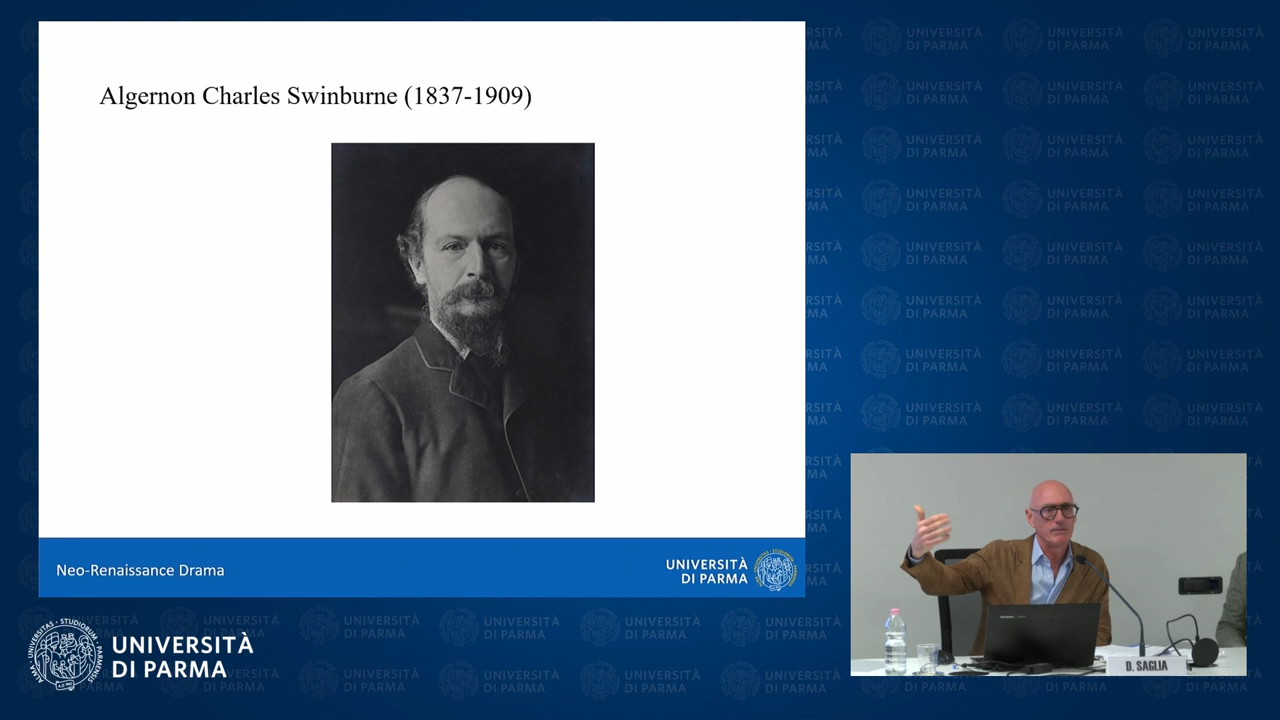 Algernon Charles Swinburne (1837-1909)
Neo-Renaissance Drama
UNIVERSITÀ
DI PARMA
UNIVERSITÀ
DI PARMA
D. SAGLIA